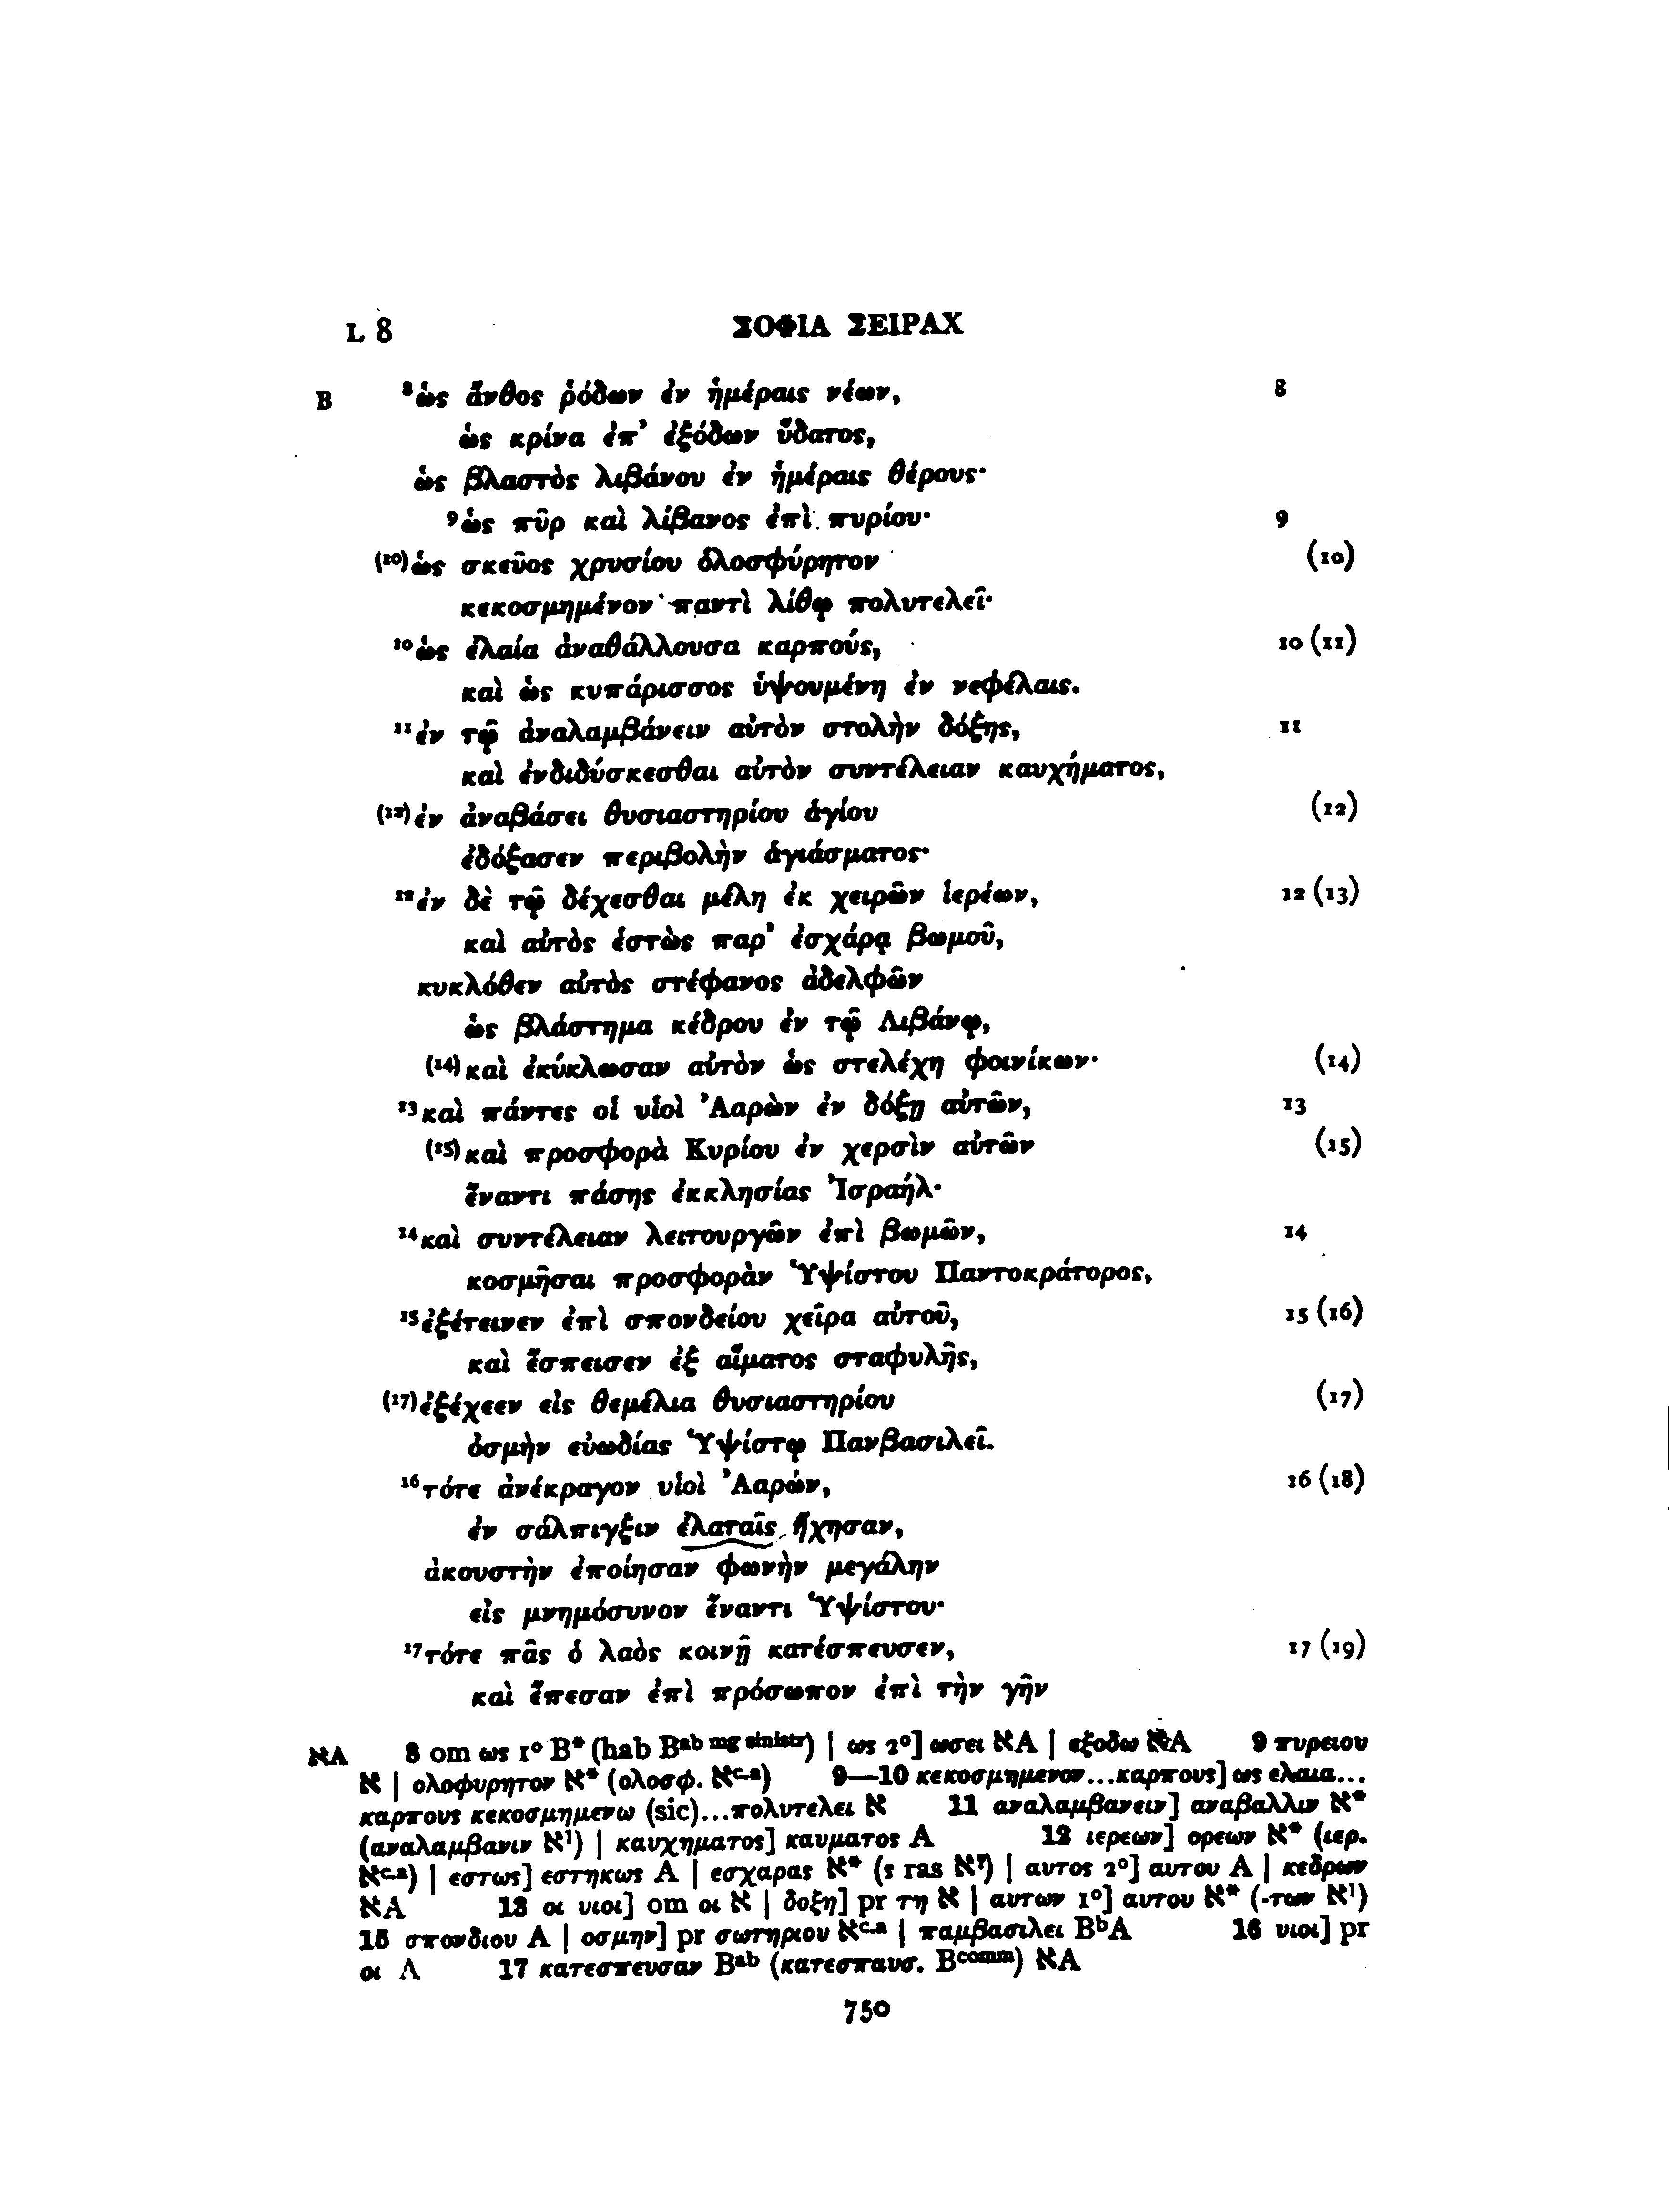 L 8 ΣΟΦΙΑ ΣΕΙΡΑΧ
B ⁸ὡς ἄνθος ῥόδων ἐν ἡμέραις νέων, 8
ὡς κρίνα ἐπ’ ἐξόδων ὕδατος,
ὡς βλαστὸς λιβάνου ἐν ἡμέραις θέρους·
⁹ὡς πῦρ καὶ λίβανος ἐπὶ πυρίου· 9
(¹⁰)ὡς σκεῦος χρυσίου ὁλοσφύρητον (10)
κεκοσμημένον παντὶ λίθῳ πολυτελεῖ·
¹⁰ὡς ἐλαία ἀναθάλλουσα καρπούς, 10 (11)
καὶ ὡς κυπάρισσος ὑψουμένη ἐν νεφέλαις.
¹¹ἐν τῷ ἀναλαμβάνειν αὐτὸν στολὴν δόξης, 11
καὶ ἐνδιδύσκεσθαι αὐτὸν συντέλειαν καυχήματος,
(¹²)ἐν ἀναβάσει θυσιαστηρίου ἁγίου (12)
ἐδόξασεν περιβολὴν ἁγιάσματος·
¹²ἐν δὲ τῷ δέχεσθαι μέλη ἐκ χειρῶν ἱερέων, 12 (13)
καὶ αὐτὸς ἑστὼς παρ’ ἐσχάρᾳ βωμοῦ,
κυκλόθεν αὐτὸς στέφανος ἀδελφῶν
ὡς βλάστημα κέδρου ἐν τῷ Λιβάνῳ,
(¹⁴)καὶ ἐκύκλωσαν αὐτὸν ὡς στελέχη φοινίκων· (14)
¹³καὶ πάντες οἱ υἱοὶ Ἀαρὼν ἐν δόξῃ αὐτῶν, 13
(¹⁵)καὶ προσφορὰ Κυρίου ἐν χερσὶν αὐτῶν (15)
ἔναντι πάσης ἐκκλησίας Ἰσραήλ·
¹⁴καὶ συντέλειαν λειτουργῶν ἐπὶ βωμῶν, 14
κοσμῆσαι προσφορὰν Ὑψίστου Παντοκράτορος,
¹⁵ἐξέτεινεν ἐπὶ σπονδείου χεῖρα αὐτοῦ, 15 (16)
καὶ ἔσπεισεν ἐξ αἵματος σταφυλῆς,
(¹⁷)ἐξέχεεν εἰς θεμέλια θυσιαστηρίου (17)
ὀσμὴν εὐωδίας Ὑψίστῳ Πανβασιλεῖ.
¹⁶τότε ἀνέκραγον υἱοὶ Ἀαρών, 16 (18)
ἐν σάλπιγξιν ἐλαταῖς ἤχησαν,
ἀκουστὴν ἐποίησαν φωνὴν μεγάλην
εἰς μνημόσυνον ἔναντι Ὑψίστου·
¹⁷τότε πᾶς ὁ λαὸς κοινῇ κατέσπευσεν, 17 (19)
καὶ ἔπεσαν ἐπὶ πρόσωπον ἐπὶ τὴν γῆν
אA 8 om ως 1° B* (hab Bᵃᵇ ᵐᵍ ˢⁱⁿⁱˢᵗʳ) | ως 2°] ωσει אA | εξοδω אA 9 πυρειου
א | ολοφυρητον א* (ολοσφ. אᶜ·ᵃ) 9—10 κεκοσμημενον...καρπους] ως ελαια...
καρπους κεκοσμημενω (sic)...πολυτελει א 11 αναλαμβανειν] αναβαλλιν א*
(αναλαμβανιν א¹) | καυχηματος] καυματος A 12 ιερεων] ορεων א* (ιερ.
אᶜ·ᵃ) | εστως] εστηκως A | εσχαρας א* (s ras א?) | αυτος 2°] αυτου A | κεδρων
אA 13 οι υιοι] om οι א | δοξη] pr τη א | αυτων 1°] αυτου א* (-των א¹)
15 σπονδιου A | οσμην] pr σωτηριου אᶜ·ᵃ | παμβασιλει BᵇA 16 υιοι] pr
οι A 17 κατεσπευσαν Bᵃᵇ (κατεσπαυσ. Bᶜᵒᵐᵐ) אA
750